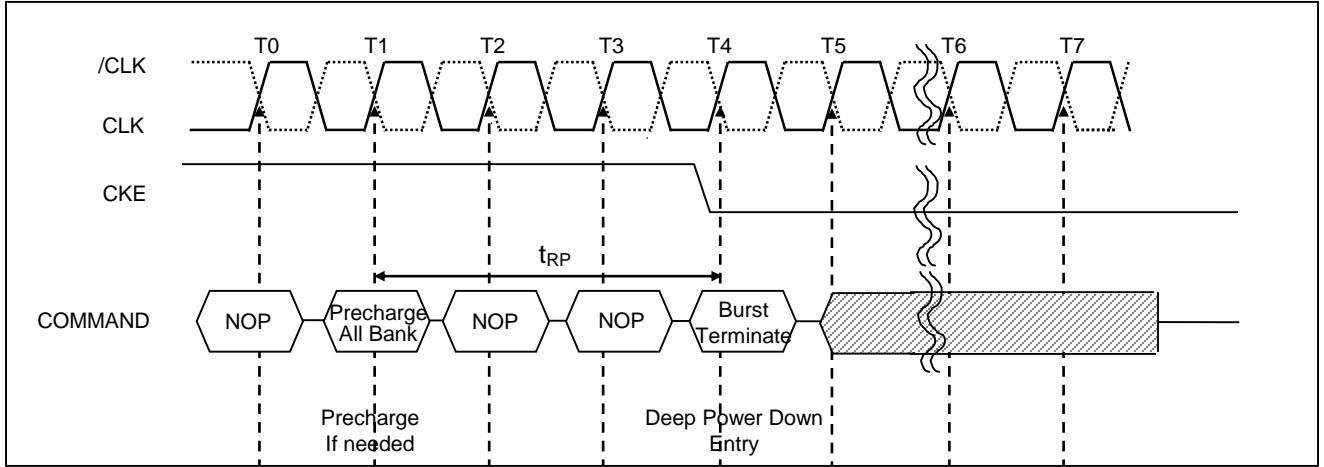 T0 T1 T2 T3 T4 T5 T6 T7
/CLK
CLK
CKE
tRP
COMMAND
NOP
Precharge
All Bank
NOP
NOP
Burst
Terminate
Precharge
If needed
Deep Power Down
Entry